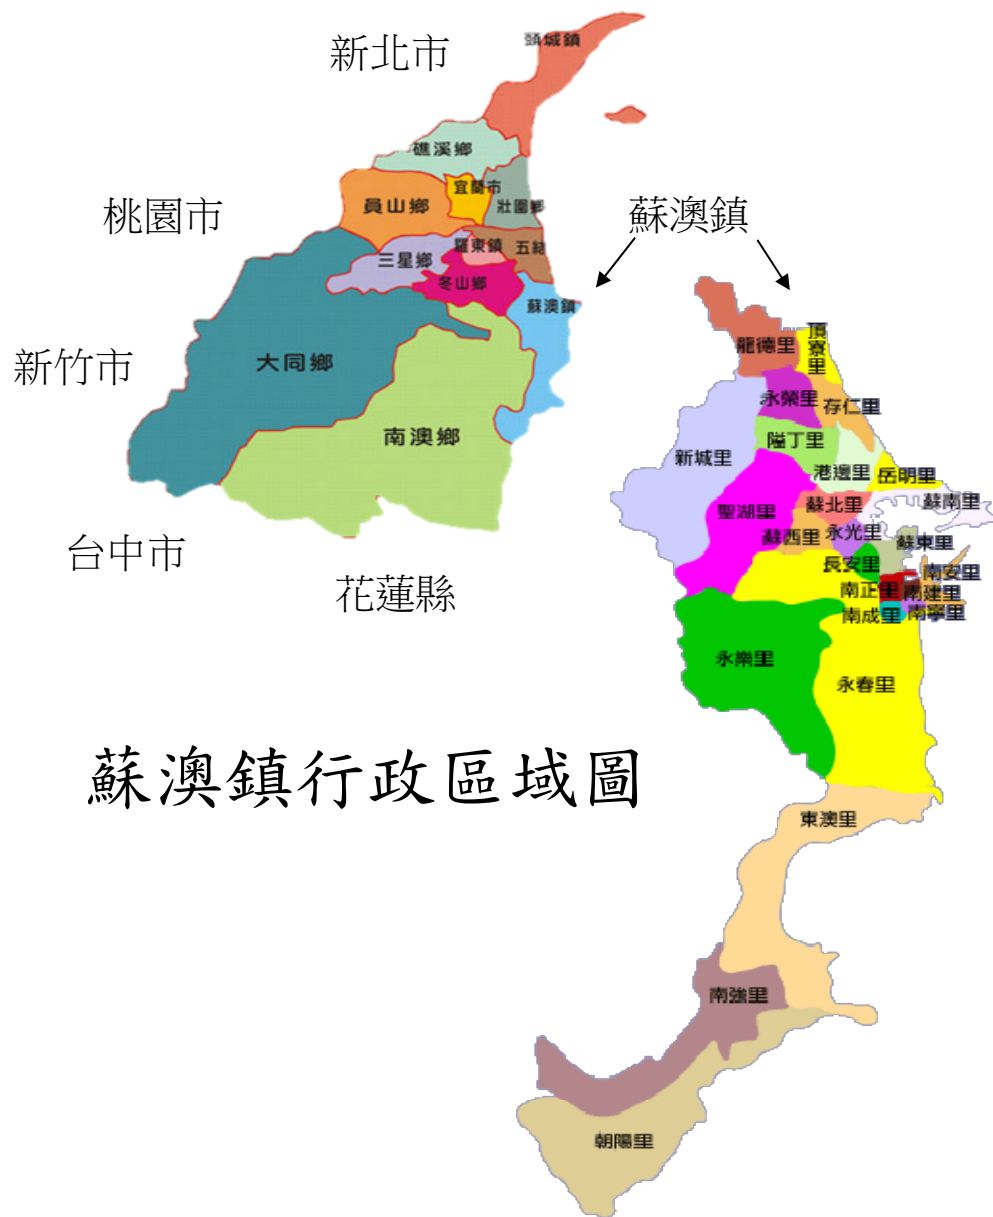 新北市
頭城鎮
礁溪鄉
宜蘭市
員山鄉
壯圍鄉
桃園市
蘇澳鎮
羅東鎮
五結
三星鄉
冬山鄉
蘇澳鎮
大同鄉
新竹市
南澳鄉
台中市
花蓮縣
頂寮里
龍德里
永榮里
存仁里
隘丁里
新城里
港邊里
岳明里
蘇北里
蘇南里
聖湖里
蘇西里
永光里
蘇東里
長安里
南安里
南正里
南建里
南成里
南寧里
永樂里
永春里
蘇澳鎮行政區域圖
東澳里
南強里
朝陽里